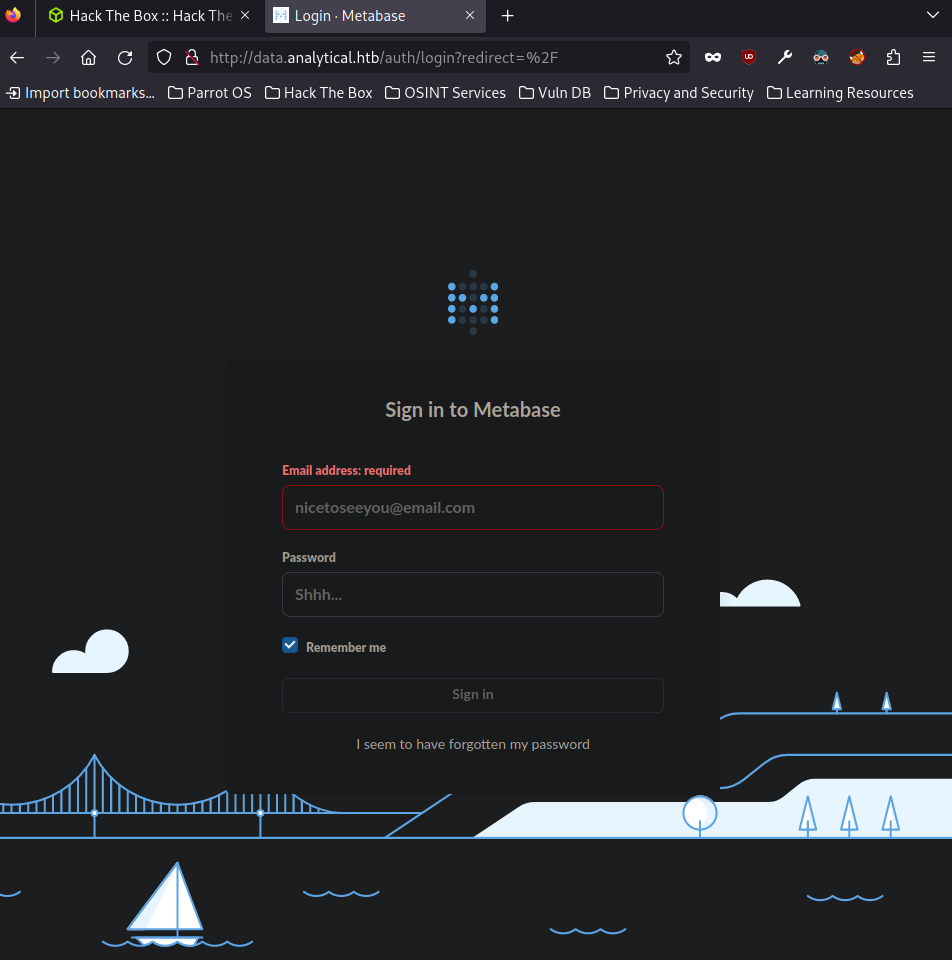 Hack The Box :: Hack The
Login · Metabase
http://data.analytical.htb/auth/login?redirect=%2F
Import bookmarks... Parrot OS Hack The Box OSINT Services Vuln DB Privacy and Security Learning Resources
Sign in to Metabase
Email address: required
nicetoseeyou@email.com
Password
Shhh...
Remember me
Sign in
I seem to have forgotten my password